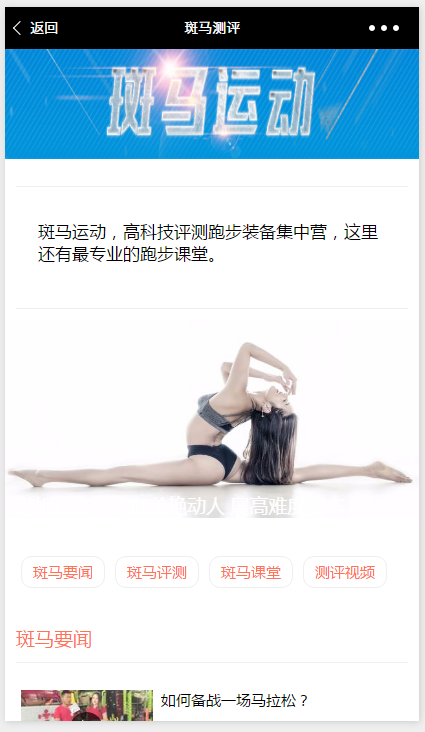 返回
斑马测评
斑马运动
斑马运动，高科技评测跑步装备集中营，这里
还有最专业的跑步课堂。
动人 高难度
斑马要闻
斑马评测
斑马课堂
测评视频
斑马要闻
如何备战一场马拉松？